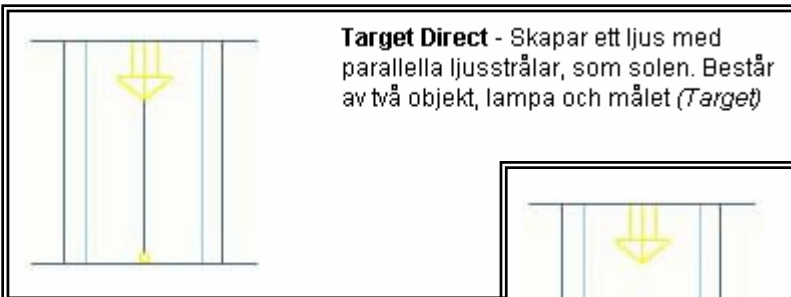 Target Direct - Skapar ett ljus med
parallella ljusstrålar, som solen. Består
av två objekt, lampa och målet (Target)